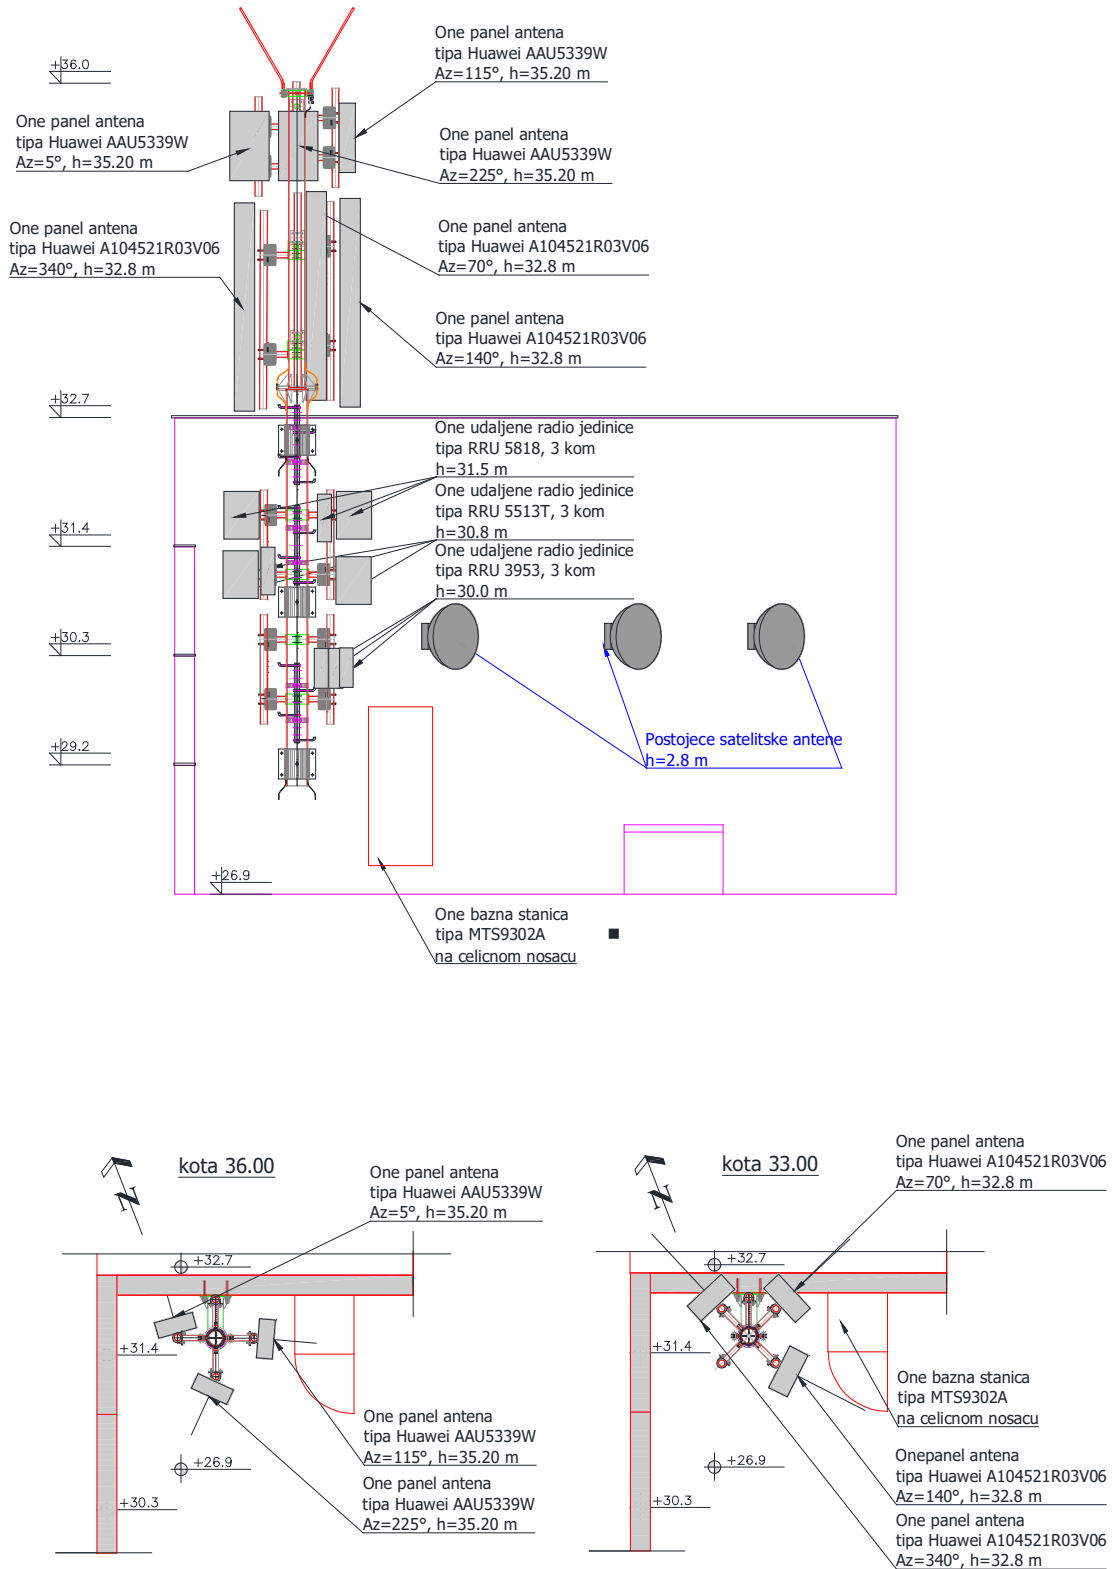 One panel antena
tipa Huawei AAU5339W
Az=115°, h=35.20 m
+36.0
One panel antena
tipa Huawei AAU5339W
Az=5°, h=35.20 m
One panel antena
tipa Huawei AAU5339W
Az=225°, h=35.20 m
One panel antena
tipa Huawei A104521R03V06
Az=340°, h=32.8 m
One panel antena
tipa Huawei A104521R03V06
Az=70°, h=32.8 m
One panel antena
tipa Huawei A104521R03V06
Az=140°, h=32.8 m
+32.7
One udaljene radio jedinice
tipa RRU 5818, 3 kom
h=31.5 m
One udaljene radio jedinice
tipa RRU 5513T, 3 kom
h=30.8 m
+31.4
One udaljene radio jedinice
tipa RRU 3953, 3 kom
h=30.0 m
+30.3
+29.2
Postojece satelitske antene
h=2.8 m
+26.9
One bazna stanica
tipa MTS9302A
na celicnom nosacu
kota 36.00
N
One panel antena
tipa Huawei AAU5339W
Az=5°, h=35.20 m
+32.7
+31.4
One panel antena
tipa Huawei AAU5339W
Az=115°, h=35.20 m
+26.9
One panel antena
tipa Huawei AAU5339W
Az=225°, h=35.20 m
+30.3
kota 33.00
N
One panel antena
tipa Huawei A104521R03V06
Az=70°, h=32.8 m
+32.7
+31.4
One bazna stanica
tipa MTS9302A
na celicnom nosacu
+26.9
Onepanel antena
tipa Huawei A104521R03V06
Az=140°, h=32.8 m
+30.3
One panel antena
tipa Huawei A104521R03V06
Az=340°, h=32.8 m